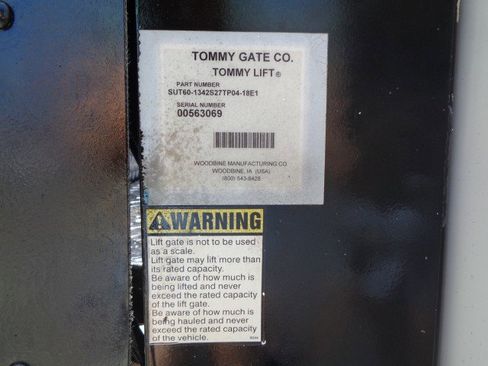 TOMMY GATE CO.
TOMMY LIFT®
PART NUMBER
SUT60-1342S27TP04-18E1
SERIAL NUMBER
00563069
WOODBINE MANUFACTURING CO
WOODBINE, IA (USA)
(800) 543-8428
WARNING
Lift gate is not to be used
as a scale.
Lift gate may lift more than
its rated capacity.
Be aware of how much is
being lifted and never
exceed the rated capacity
of the lift gate.
Be aware of how much is
being hauled and never
exceed the rated capacity
of the vehicle.